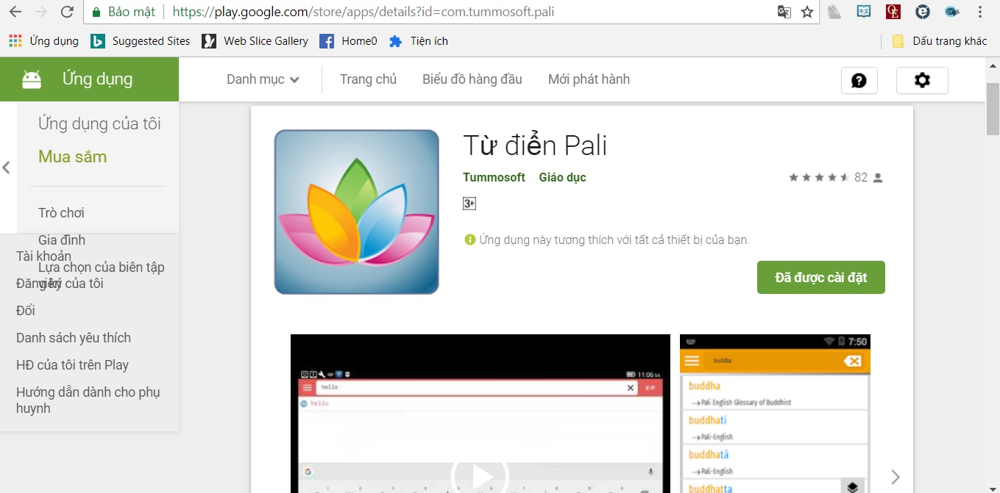 Bảo mật https://play.google.com/store/apps/details?id=com.tummosoft.pali
Ứng dụng Suggested Sites Web Slice Gallery Home0 Tiện ích Dấu trang khác
Ứng dụng Danh mục Trang chủ Biểu đồ hàng đầu Mới phát hành
Ứng dụng của tôi
Mua sắm
Trò chơi
Gia đình
Tài khoản
Lựa chọn của biên tập
viên
Đăng ký của tôi
Đổi
Danh sách yêu thích
HĐ của tôi trên Play
Hướng dẫn dành cho phụ
huynh
Từ điển Pali
Tummosoft Giáo dục 82
3+
Ứng dụng này tương thích với tất cả thiết bị của bạn.
Đã được cài đặt
11:06 SA
hello E-P
hello
G
7:50
buddha
buddha
Pali English Glossary of Buddhist
buddhati
Pali-English
buddhatā
Pali-English
buddhatta